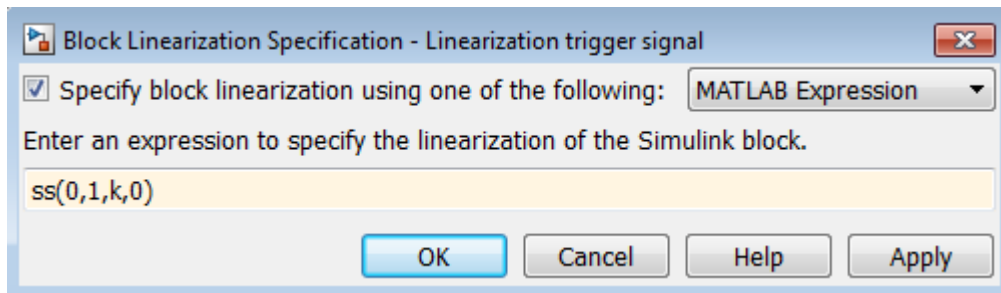 Block Linearization Specification - Linearization trigger signal
Specify block linearization using one of the following: MATLAB Expression
Enter an expression to specify the linearization of the Simulink block.
ss(0,1,k,0)
OK Cancel Help Apply